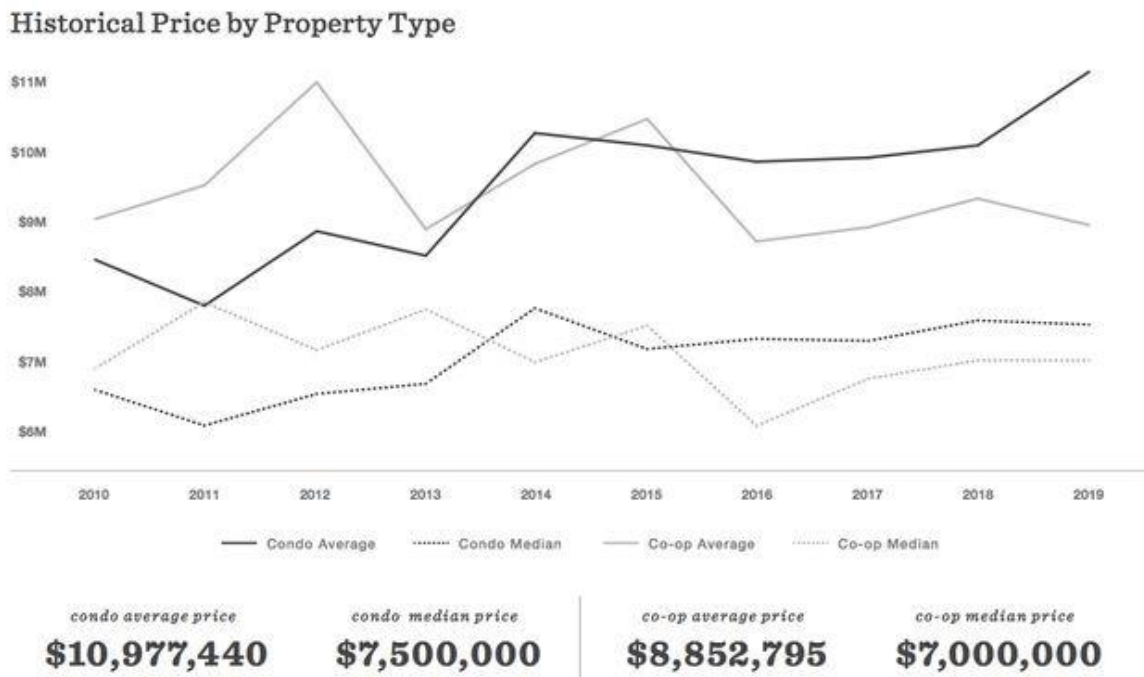 Historical Price by Property Type
$11M
$10M
$9M
$8M
$7M
$6M
2010 2011 2012 2013 2014 2015 2016 2017 2018 2019
Condo Average Condo Median Co-op Average Co-op Median
condo average price condo median price co-op average price co-op median price
$10,977,440 $7,500,000 $8,852,795 $7,000,000